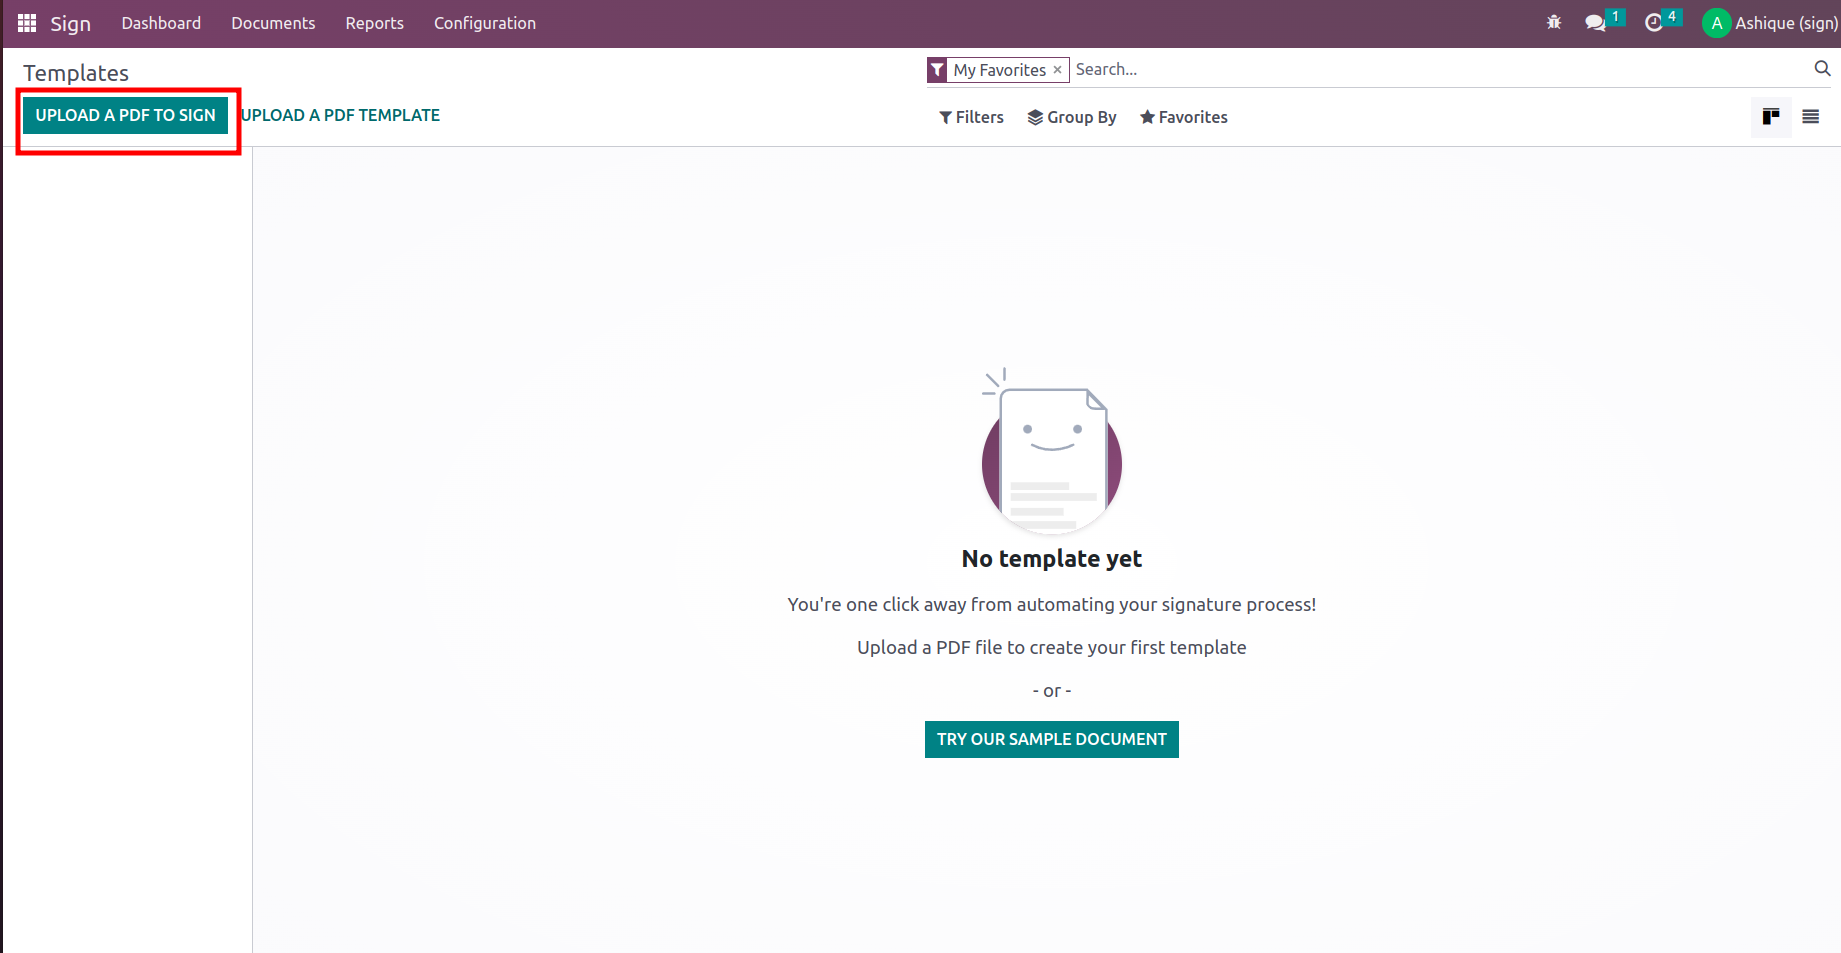 Sign Dashboard Documents Reports Configuration 1 4 A Ashique (sign)
Templates
My Favorites × Search...
UPLOAD A PDF TO SIGN UPLOAD A PDF TEMPLATE
Filters Group By Favorites
No template yet
You're one click away from automating your signature process!
Upload a PDF file to create your first template
- or -
TRY OUR SAMPLE DOCUMENT